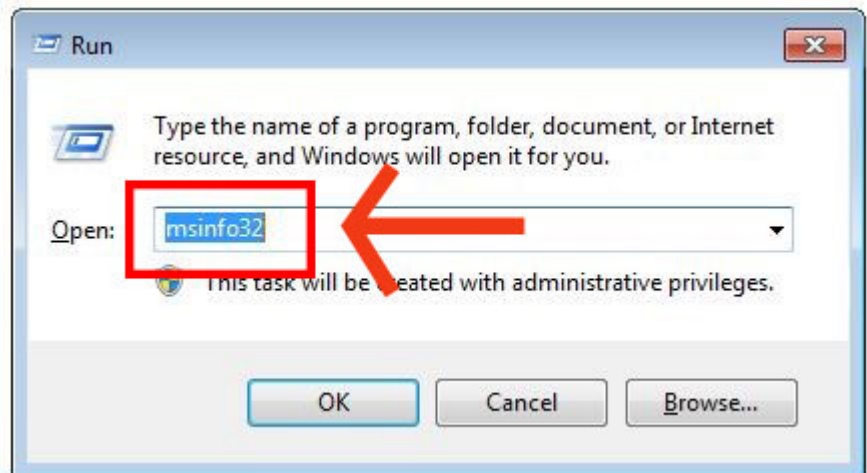 Run
Type the name of a program, folder, document, or Internet
resource, and Windows will open it for you.
Open: msinfo32
This task will be created with administrative privileges.
OK Cancel Browse...